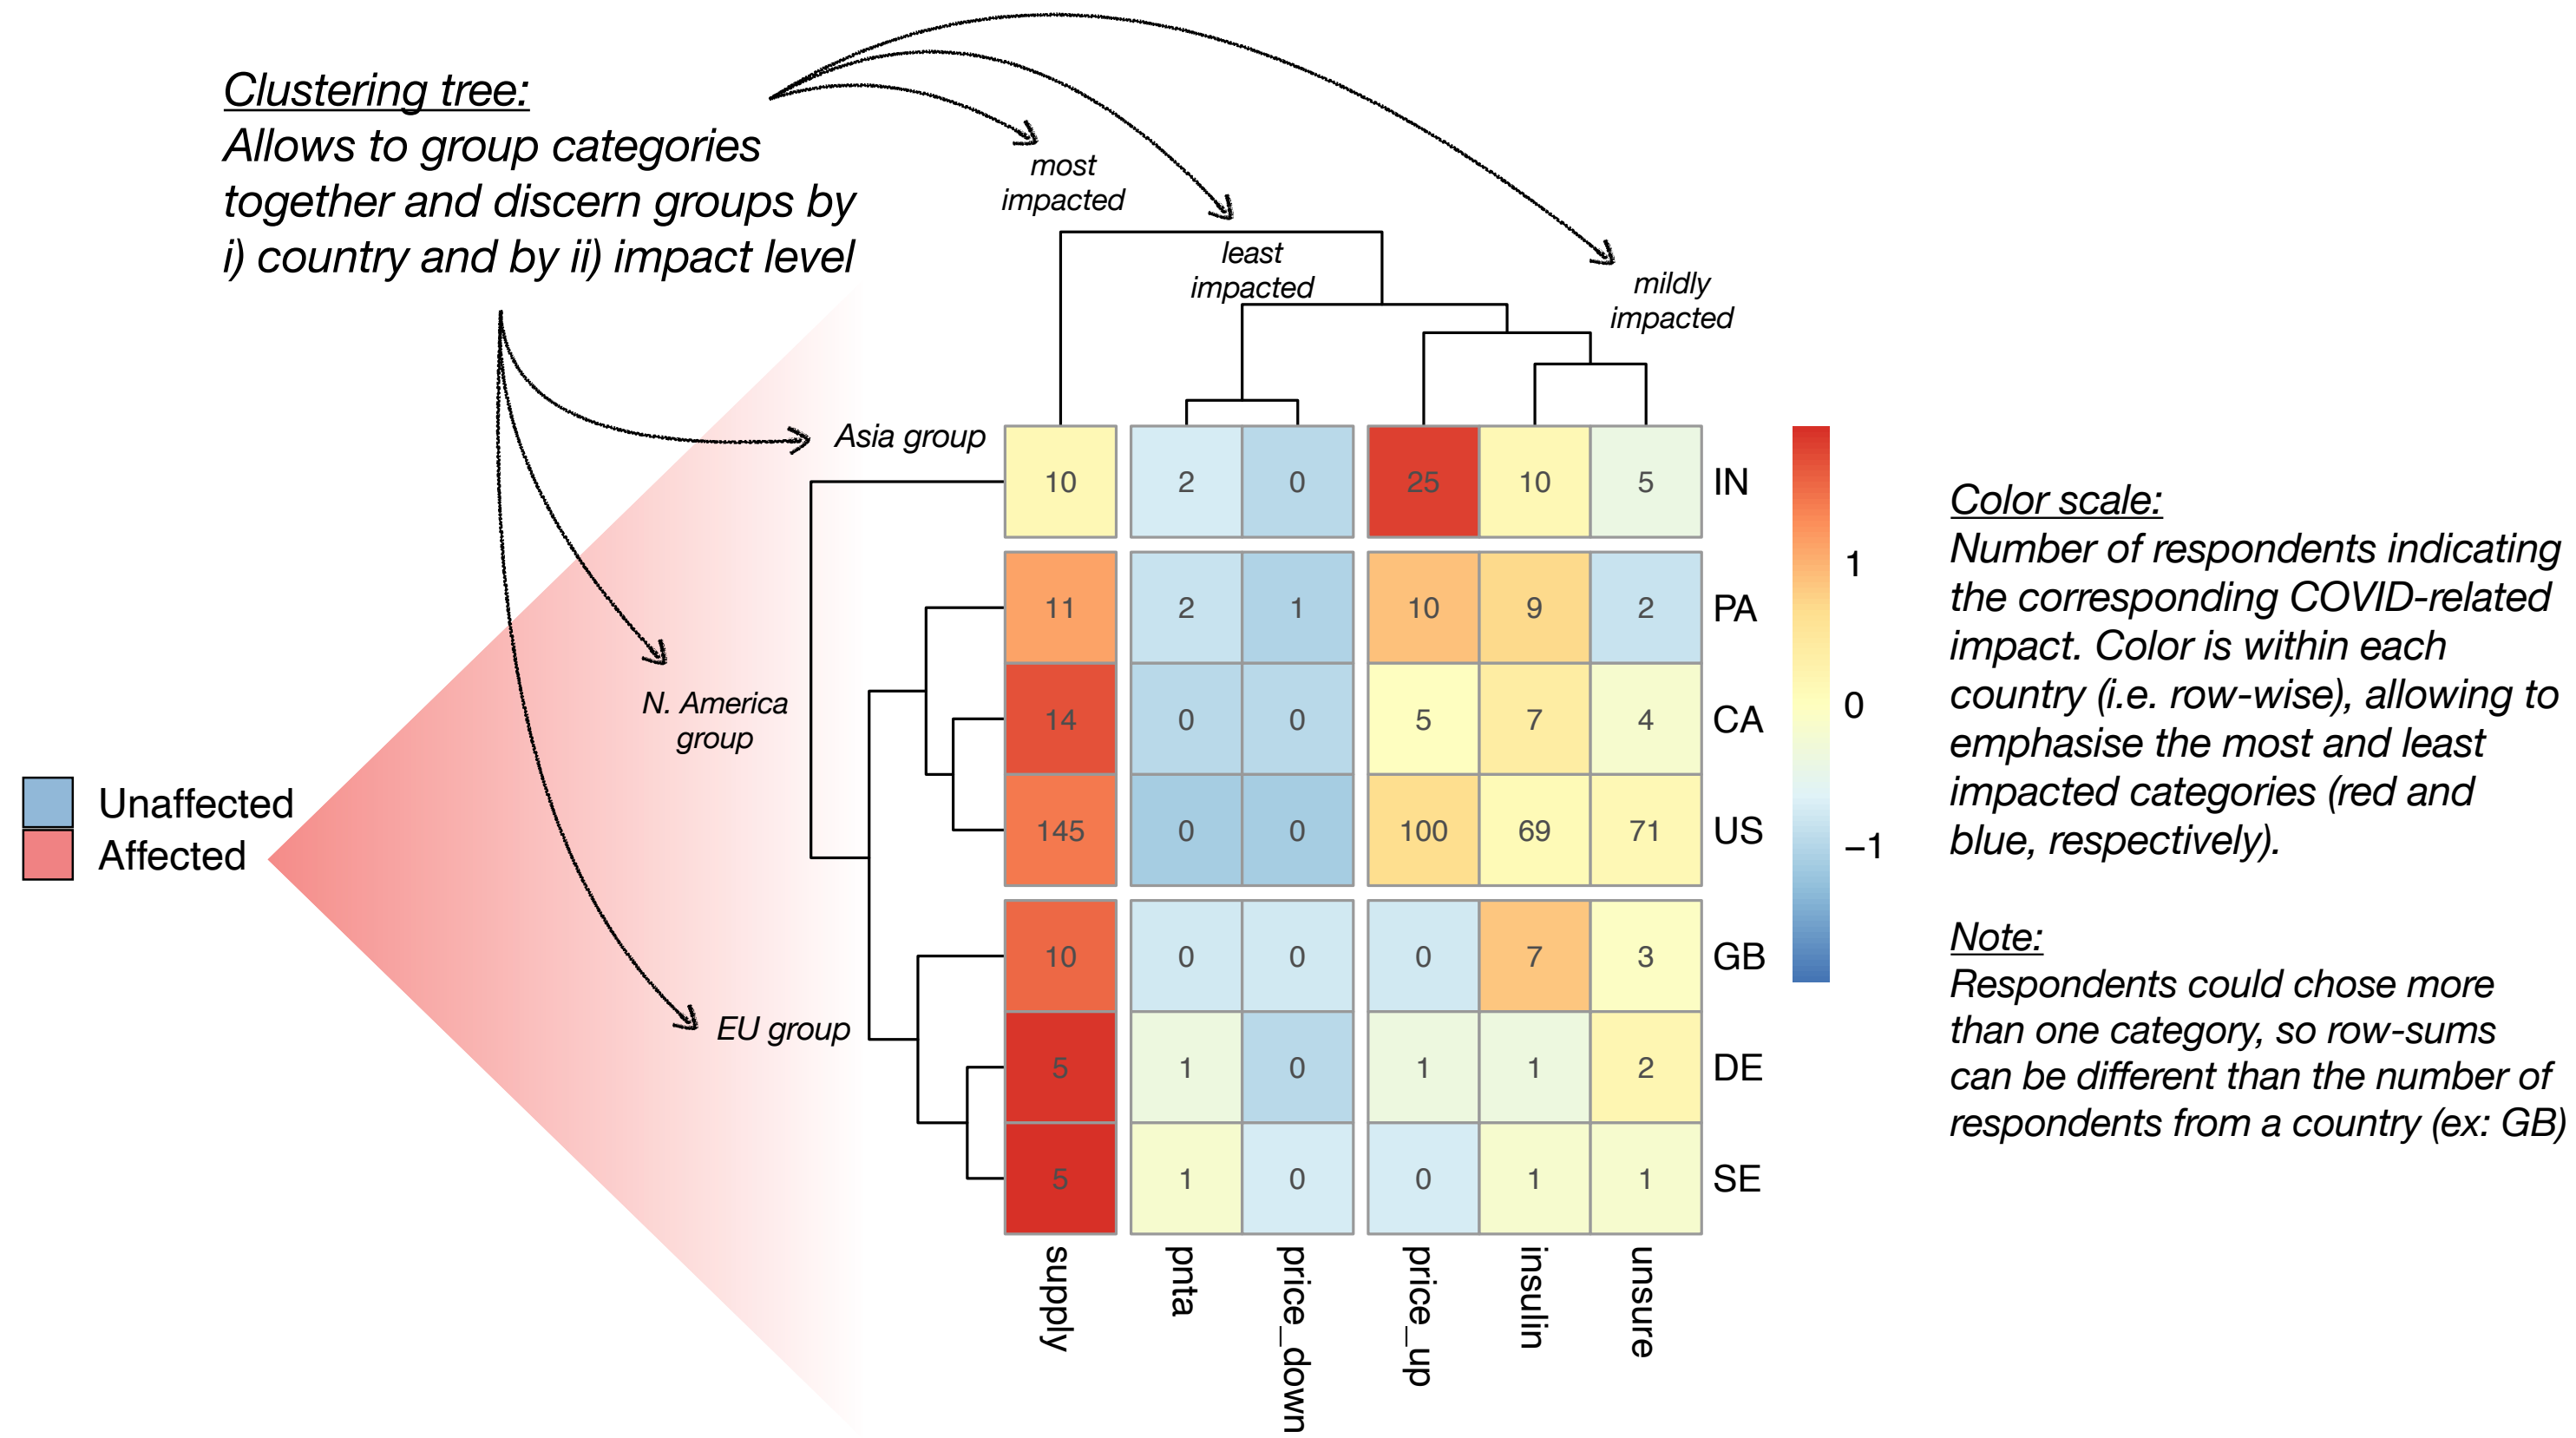 Clustering tree:
Allows to group categories
together and discern groups by
i) country and by ii) impact level
most
impacted
least
impacted
mildly
impacted
Asia group
N. America
group
EU group
Unaffected
Affected
10 2 0 25 10 5 IN
11 2 1 10 9 2 PA
14 0 0 5 7 4 CA
145 0 0 100 69 71 US
10 0 0 0 7 3 GB
5 1 0 1 1 2 DE
5 1 0 0 1 1 SE
supply
pnta
price_down
price_up
insulin
unsure
1
0
−1
Color scale:
Number of respondents indicating
the corresponding COVID-related
impact. Color is within each
country (i.e. row-wise), allowing to
emphasise the most and least
impacted categories (red and
blue, respectively).
Note:
Respondents could chose more
than one category, so row-sums
can be different than the number of
respondents from a country (ex: GB)